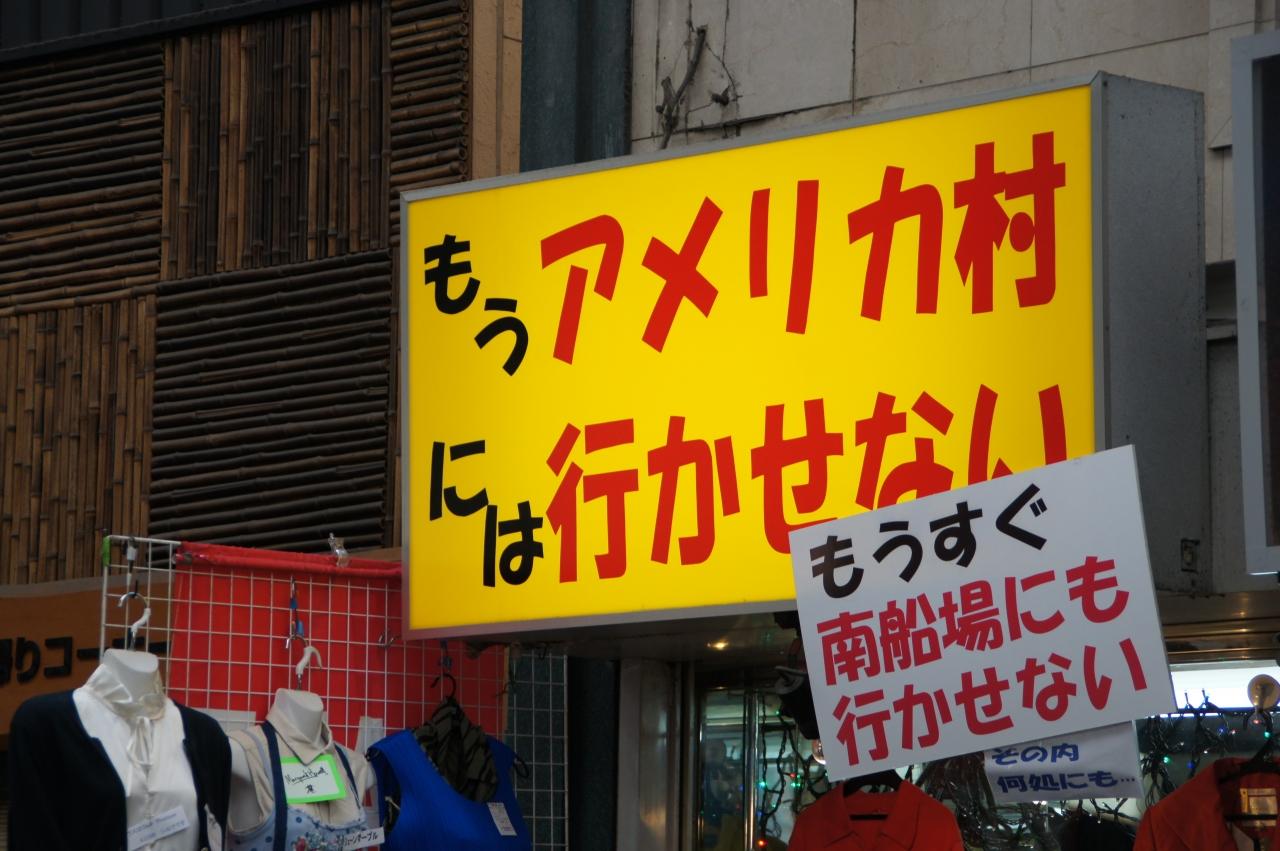 もうアメリカ村
には行かせない
もうすぐ
南船場にも
行かせない
その内
何処にも…